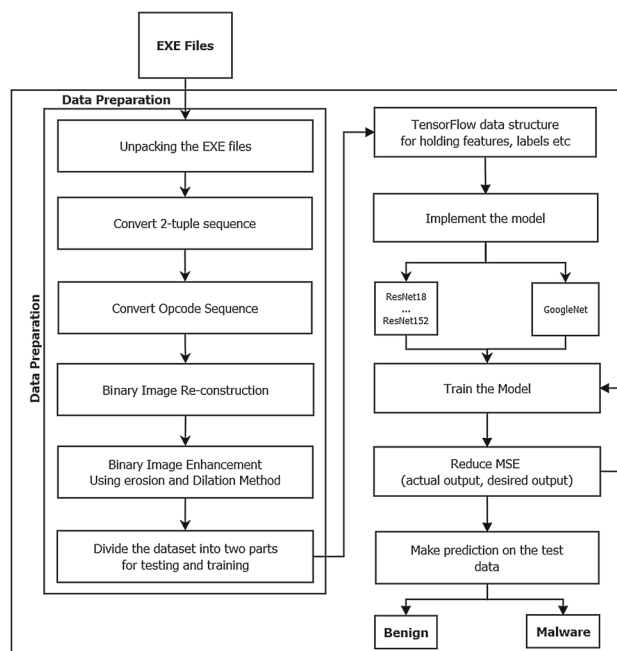 EXE Files
Data Preparation
Data Preparation
Unpacking the EXE files
Convert 2-tuple sequence
Convert Opcode Sequence
Binary Image Re-construction
Binary Image Enhancement
Using erosion and Dilation Method
Divide the dataset into two parts
for testing and training
TensorFlow data structure
for holding features, labels etc
Implement the model
ResNet18
...
ResNet152
GoogleNet
Train the Model
Reduce MSE
(actual output, desired output)
Make prediction on the test
data
Benign
Malware